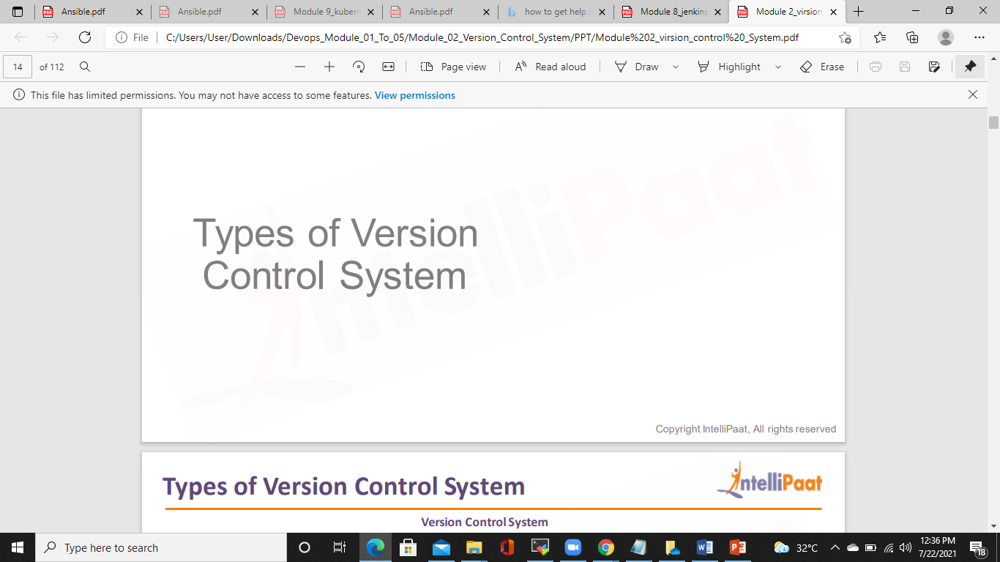 Ansible.pdf
Ansible.pdf
Module 9_kubern
Ansible.pdf
how to get help i
Module 8_jenkins
Module 2_virsion
File
C:/Users/User/Downloads/Devops_Module_01_To_05/Module_02_Version_Control_System/PPT/Module%202_virsion_control%20_System.pdf
14 of 112
Page view
Read aloud
Draw
Highlight
Erase
This file has limited permissions. You may not have access to some features. View permissions
IntelliPaat
Types of Version
Control System
Copyright IntelliPaat, All rights reserved
Types of Version Control System
IntelliPaat
Version Control System
Type here to search
32°C
12:36 PM
7/22/2021
18